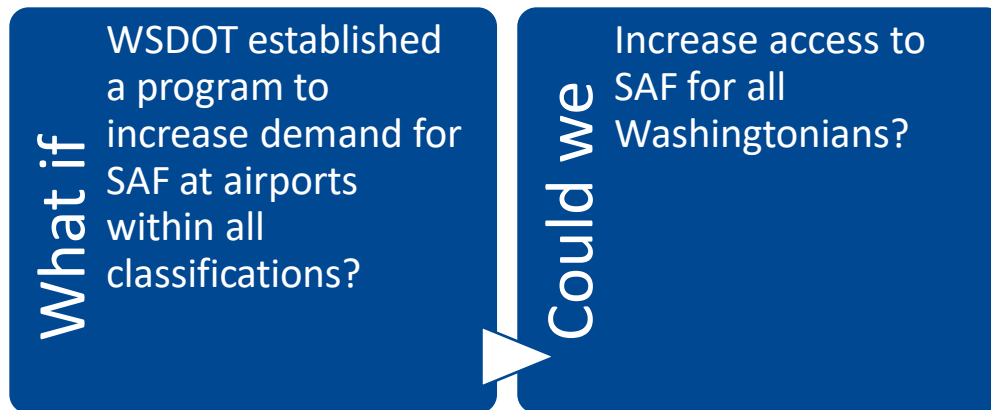 What if
WSDOT established
a program to
increase demand for
SAF at airports
within all
classifications?
Could we
Increase access to
SAF for all
Washingtonians?